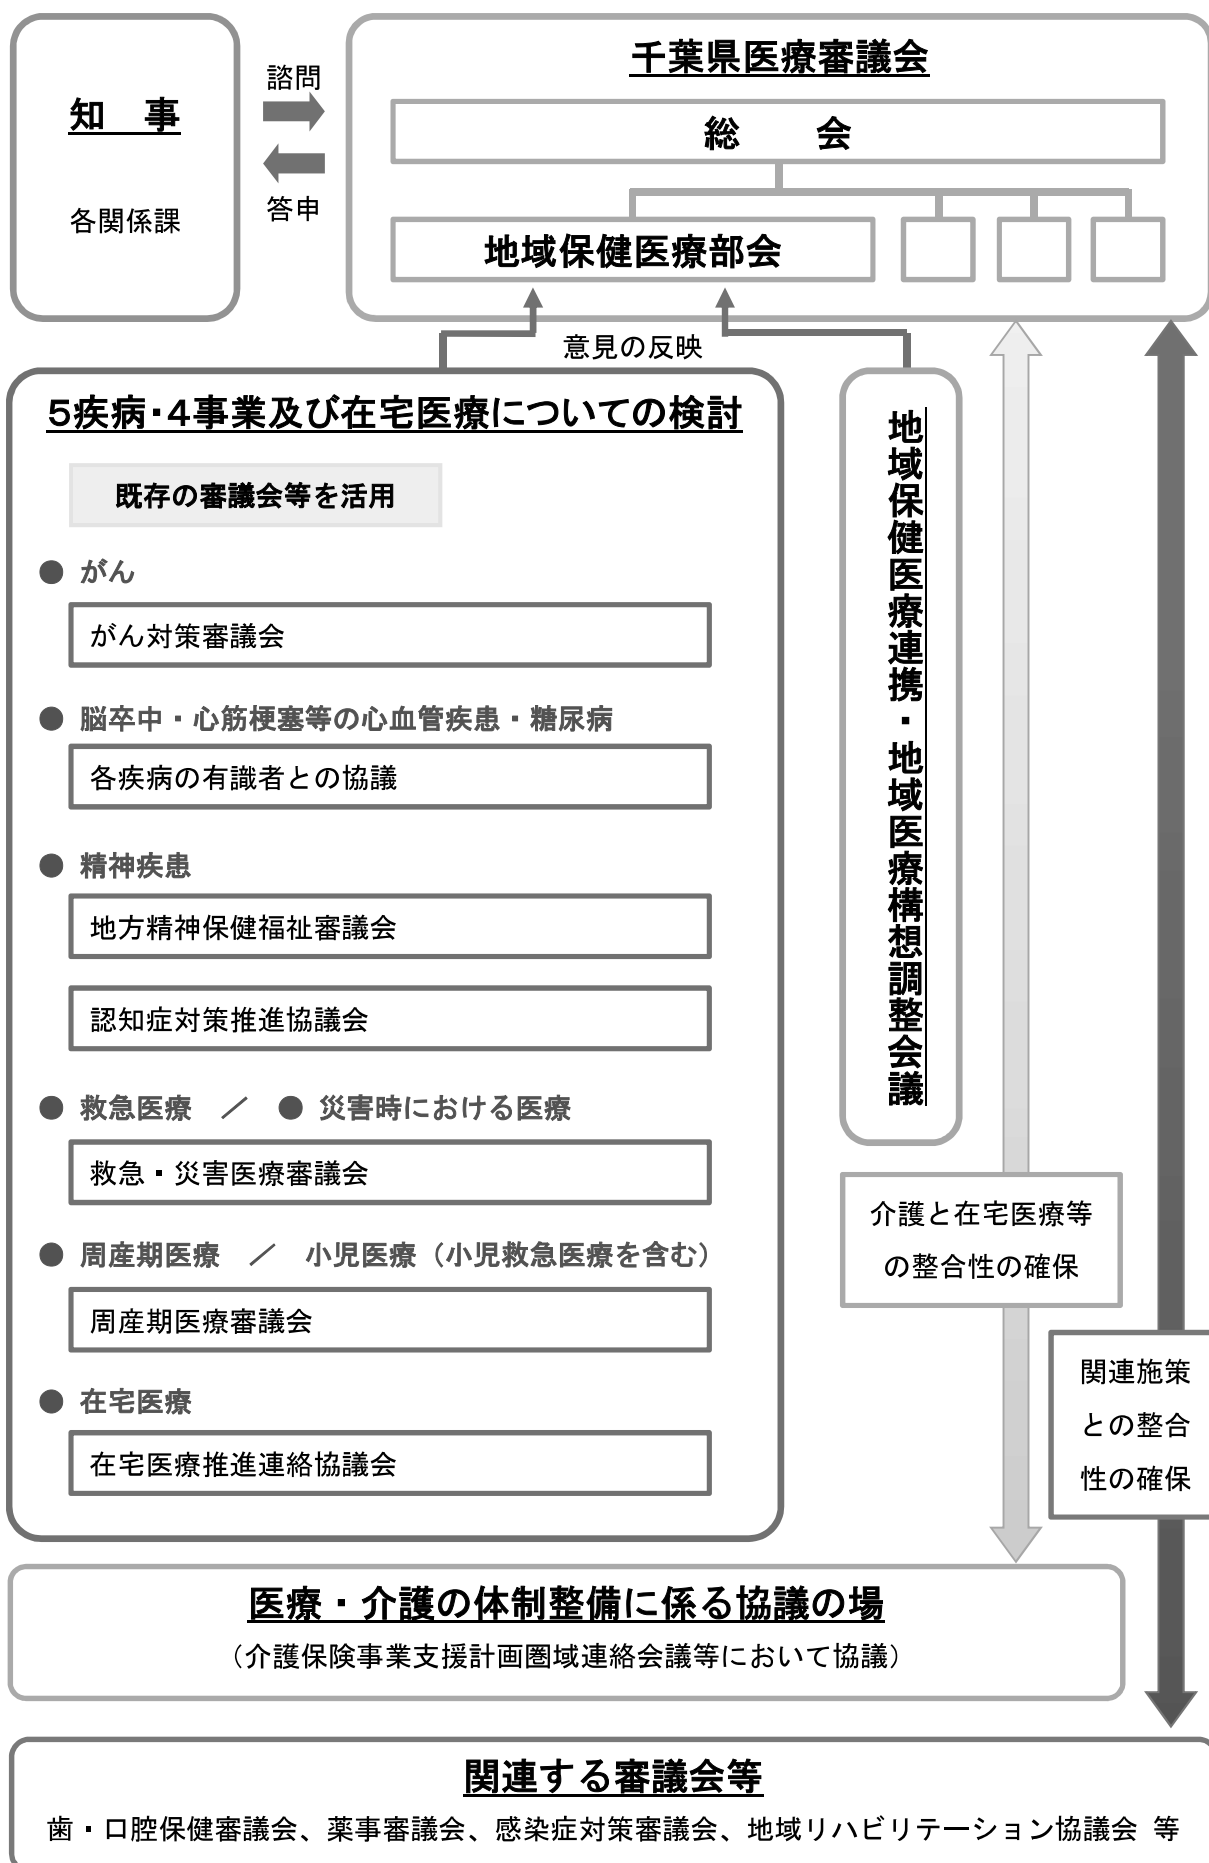 知　事
各関係課
諮問
答申
千葉県医療審議会
総　　会
地域保健医療部会
意見の反映
５疾病・４事業及び在宅医療についての検討
既存の審議会等を活用
● がん
がん対策審議会
● 脳卒中・心筋梗塞等の心血管疾患・糖尿病
各疾病の有識者との協議
● 精神疾患
地方精神保健福祉審議会
認知症対策推進協議会
● 救急医療　／　● 災害時における医療
救急・災害医療審議会
● 周産期医療　／　小児医療（小児救急医療を含む）
周産期医療審議会
● 在宅医療
在宅医療推進連絡協議会
地域保健医療連携・地域医療構想調整会議
介護と在宅医療等
の整合性の確保
関連施策
との整合
性の確保
医療・介護の体制整備に係る協議の場
（介護保険事業支援計画圏域連絡会議等において協議）
関連する審議会等
歯・口腔保健審議会、薬事審議会、感染症対策審議会、地域リハビリテーション協議会 等